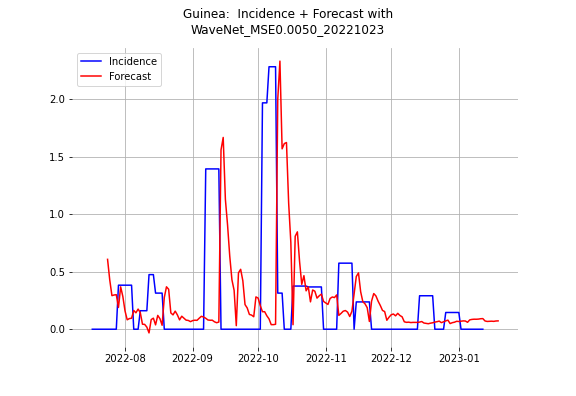 Guinea:  Incidence + Forecast with
WaveNet_MSE0.0050_20221023
Incidence
Forecast
2.0
1.5
1.0
0.5
0.0
2022-08
2022-09
2022-10
2022-11
2022-12
2023-01